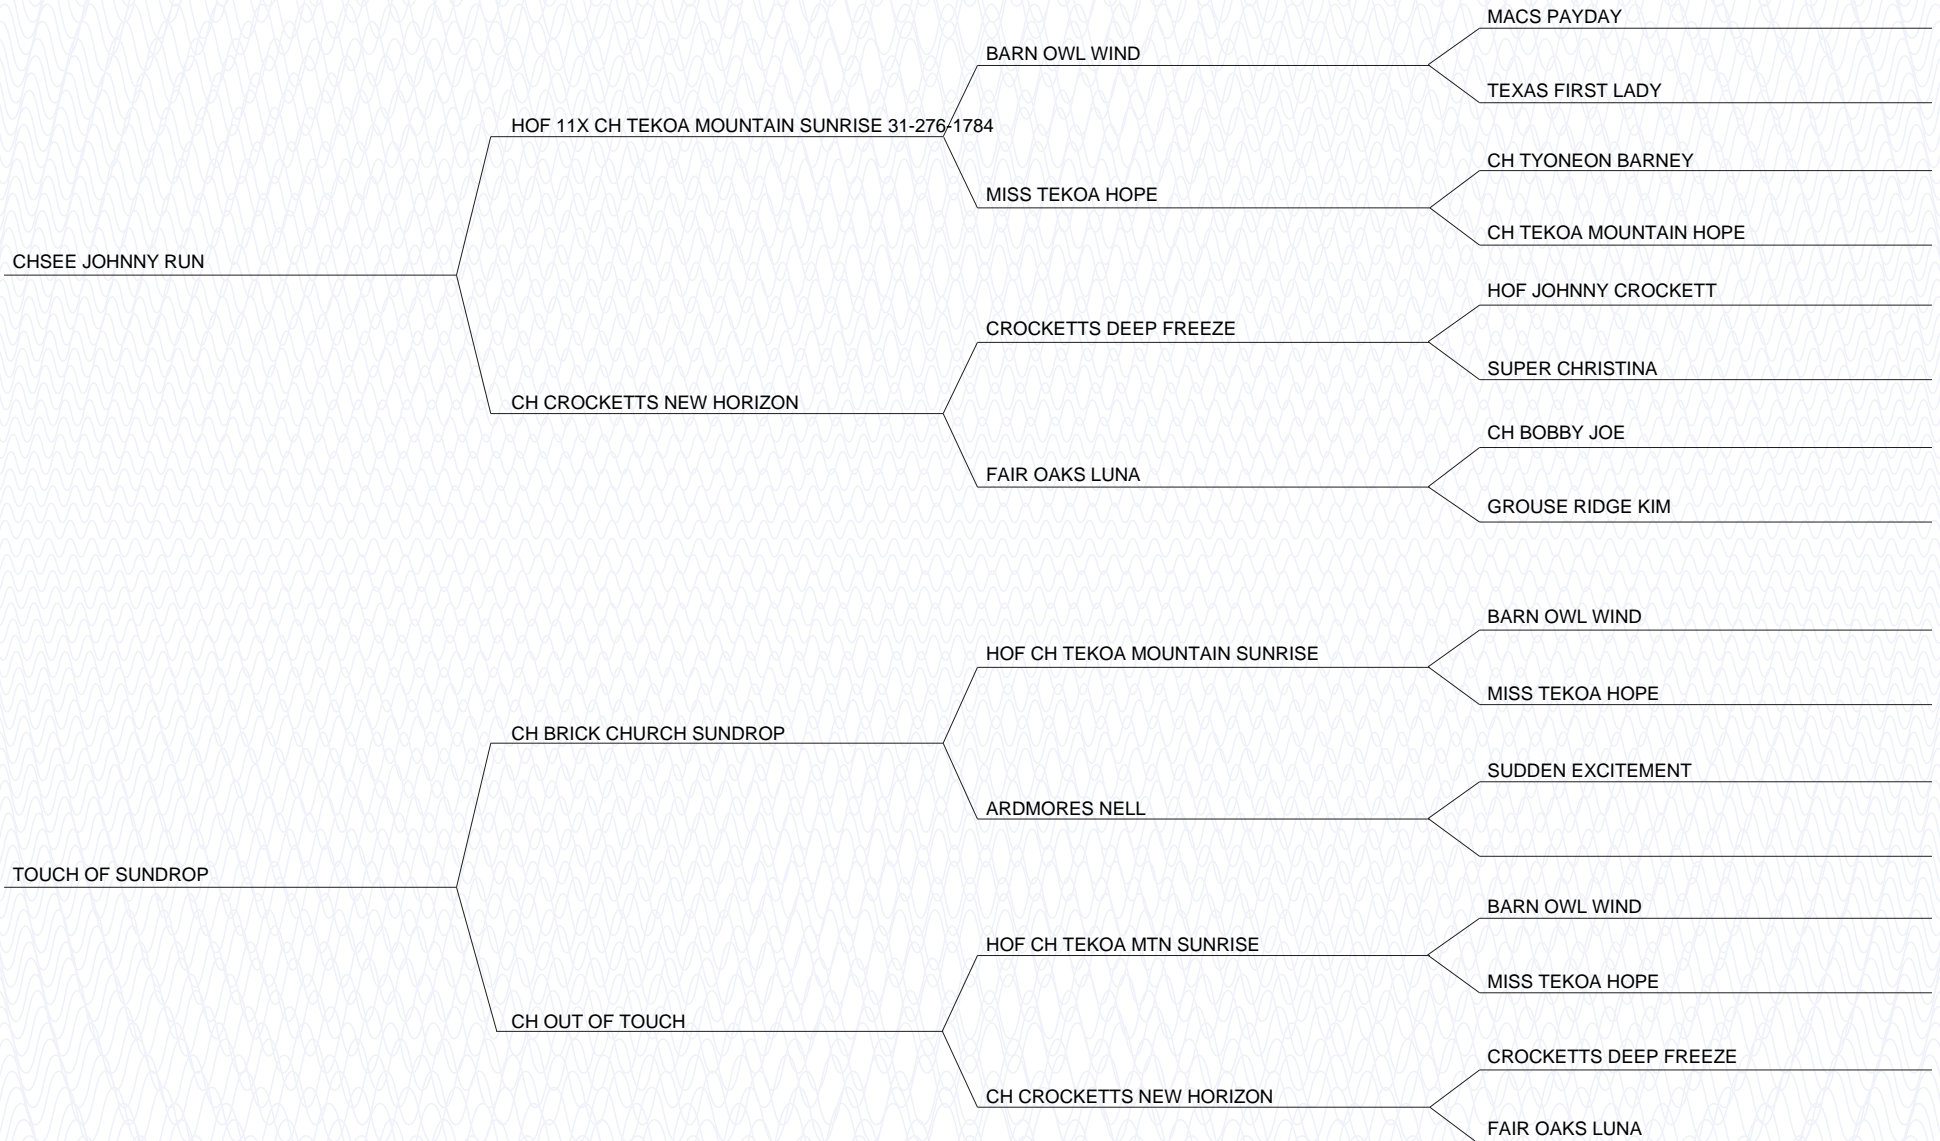 MACS PAYDAY
BARN OWL WIND
TEXAS FIRST LADY
HOF 11X CH TEKOA MOUNTAIN SUNRISE 31-276-1784
CH TYONEON BARNEY
MISS TEKOA HOPE
CH TEKOA MOUNTAIN HOPE
CHSEE JOHNNY RUN
HOF JOHNNY CROCKETT
CROCKETTS DEEP FREEZE
SUPER CHRISTINA
CH CROCKETTS NEW HORIZON
CH BOBBY JOE
FAIR OAKS LUNA
GROUSE RIDGE KIM
BARN OWL WIND
HOF CH TEKOA MOUNTAIN SUNRISE
MISS TEKOA HOPE
CH BRICK CHURCH SUNDROP
SUDDEN EXCITEMENT
ARDMORES NELL
TOUCH OF SUNDROP
BARN OWL WIND
HOF CH TEKOA MTN SUNRISE
MISS TEKOA HOPE
CH OUT OF TOUCH
CROCKETTS DEEP FREEZE
CH CROCKETTS NEW HORIZON
FAIR OAKS LUNA